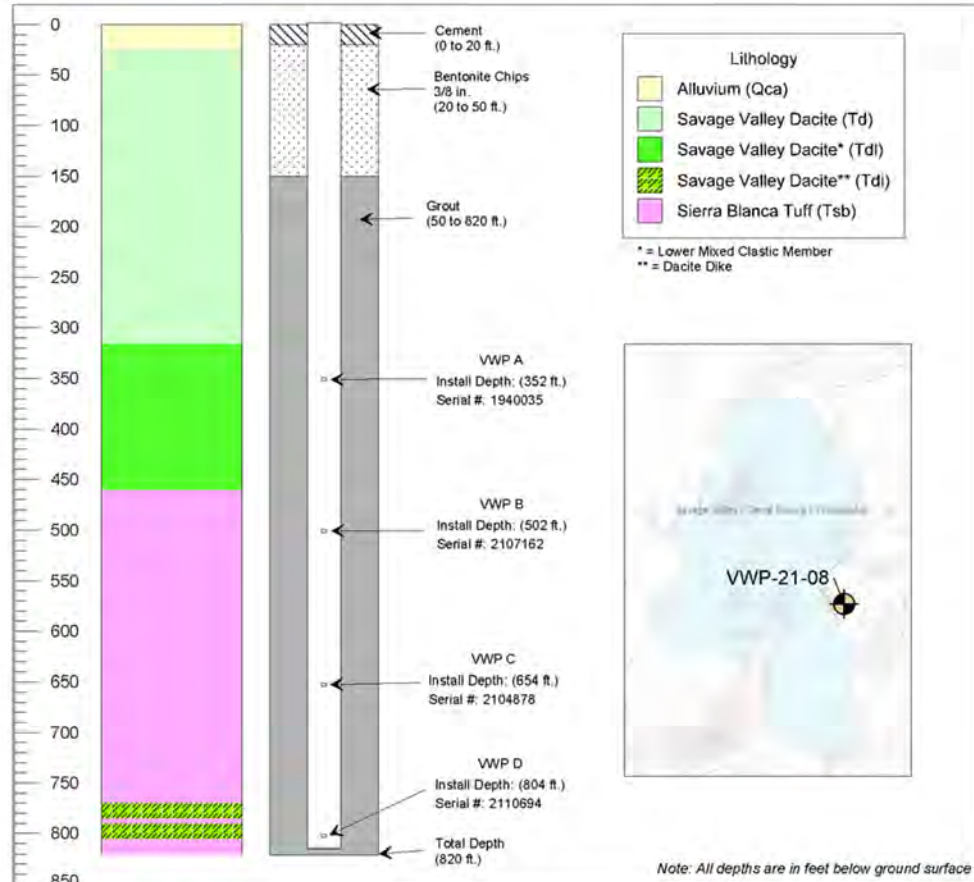 0
50
100
150
200
250
300
350
400
450
500
550
600
650
700
750
800
850
Cement
(0 to 20 ft.)
Bentonite Chips
3/8 in.
(20 to 50 ft.)
Grout
(50 to 820 ft.)
VWP A
Install Depth: (352 ft.)
Serial #: 1940035
VWP B
Install Depth: (502 ft.)
Serial #: 2107162
VWP C
Install Depth: (654 ft.)
Serial #: 2104878
VWP D
Install Depth: (804 ft.)
Serial #: 2110694
Total Depth
(820 ft.)
Lithology
Alluvium (Qca)
Savage Valley Dacite (Td)
Savage Valley Dacite* (Tdl)
Savage Valley Dacite** (Tdi)
Sierra Blanca Tuff (Tsb)
* = Lower Mixed Clastic Member
** = Dacite Dike
Savage Valley
VWP-21-08
Note: All depths are in feet below ground surface